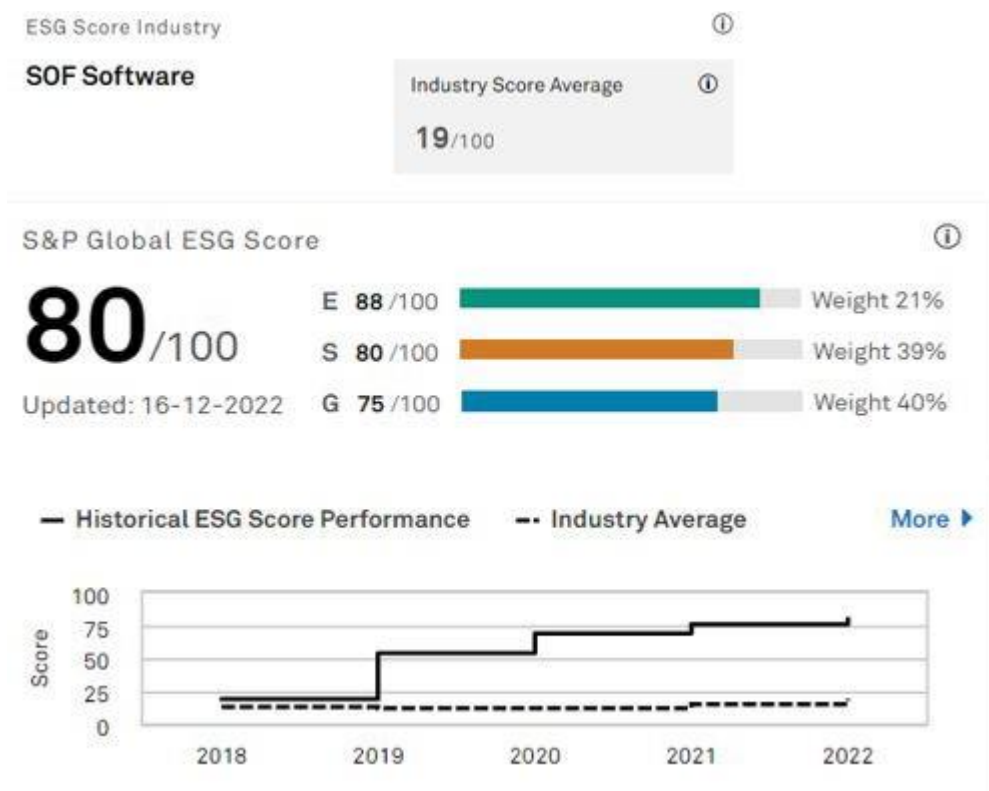 ESG Score Industry
SOF Software
Industry Score Average
19/100
S&P Global ESG Score
80/100
Updated: 16-12-2022
E 88 /100 Weight 21%
S 80 /100 Weight 39%
G 75 /100 Weight 40%
Historical ESG Score Performance Industry Average More
Score
100
75
50
25
0
2018 2019 2020 2021 2022